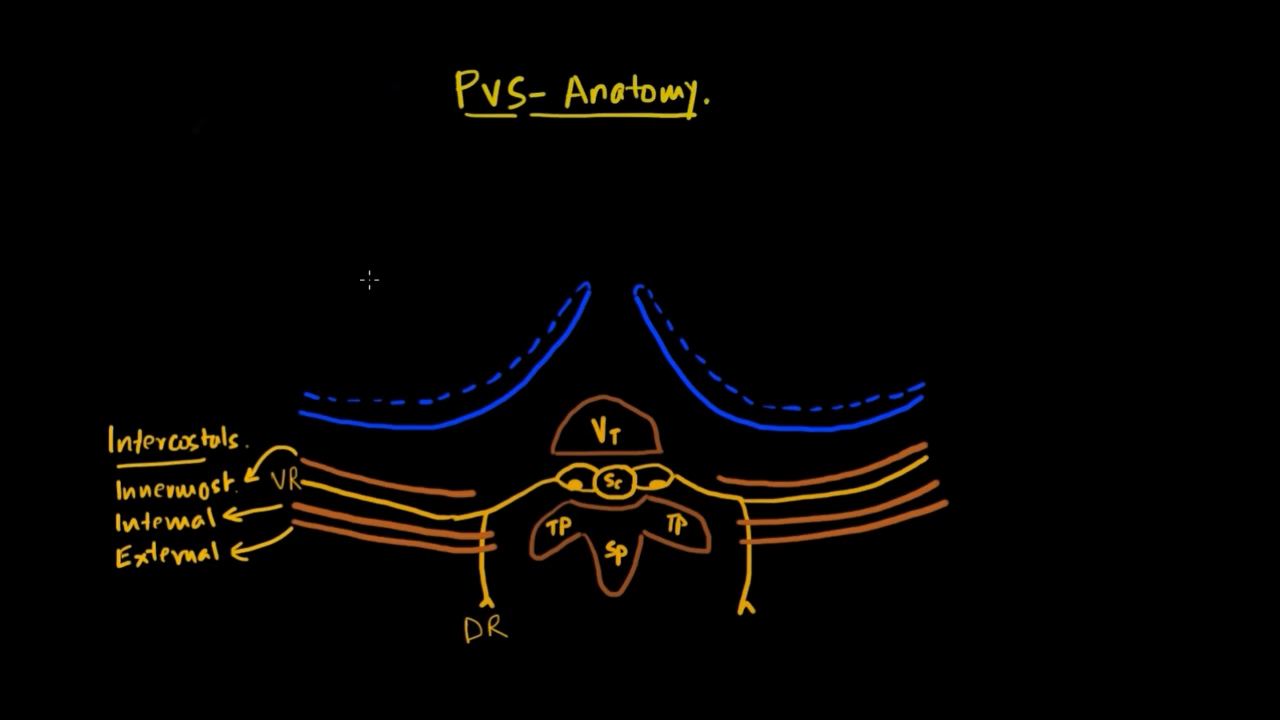 PVS- Anatomy.
Intercostals.
Innermost.
VR
Internal
External
DR
VT
Sc
TP
TP
Sp